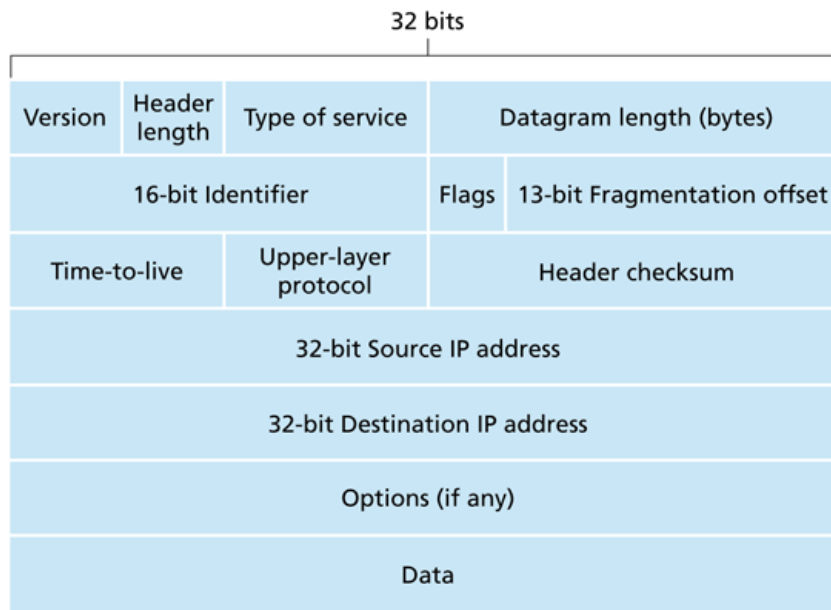 32 bits
Version
Header
length
Type of service
Datagram length (bytes)
16-bit Identifier
Flags
13-bit Fragmentation offset
Time-to-live
Upper-layer
protocol
Header checksum
32-bit Source IP address
32-bit Destination IP address
Options (if any)
Data